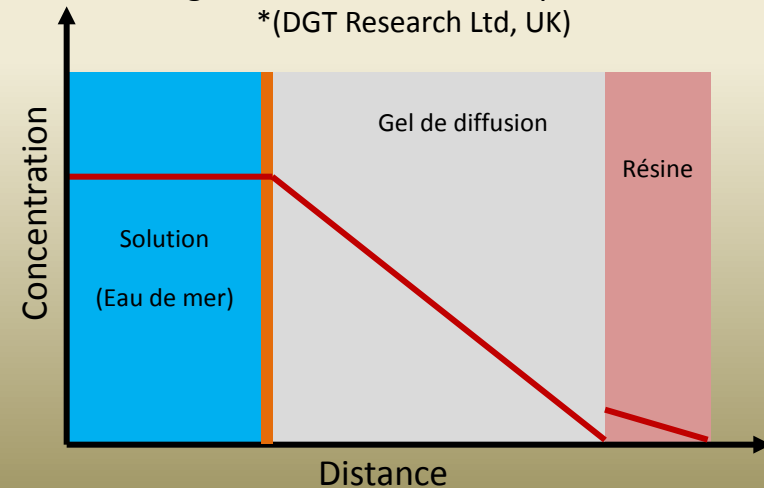 *(DGT Research Ltd, UK)
Concentration
Gel de diffusion
Résine
Solution
(Eau de mer)
Distance